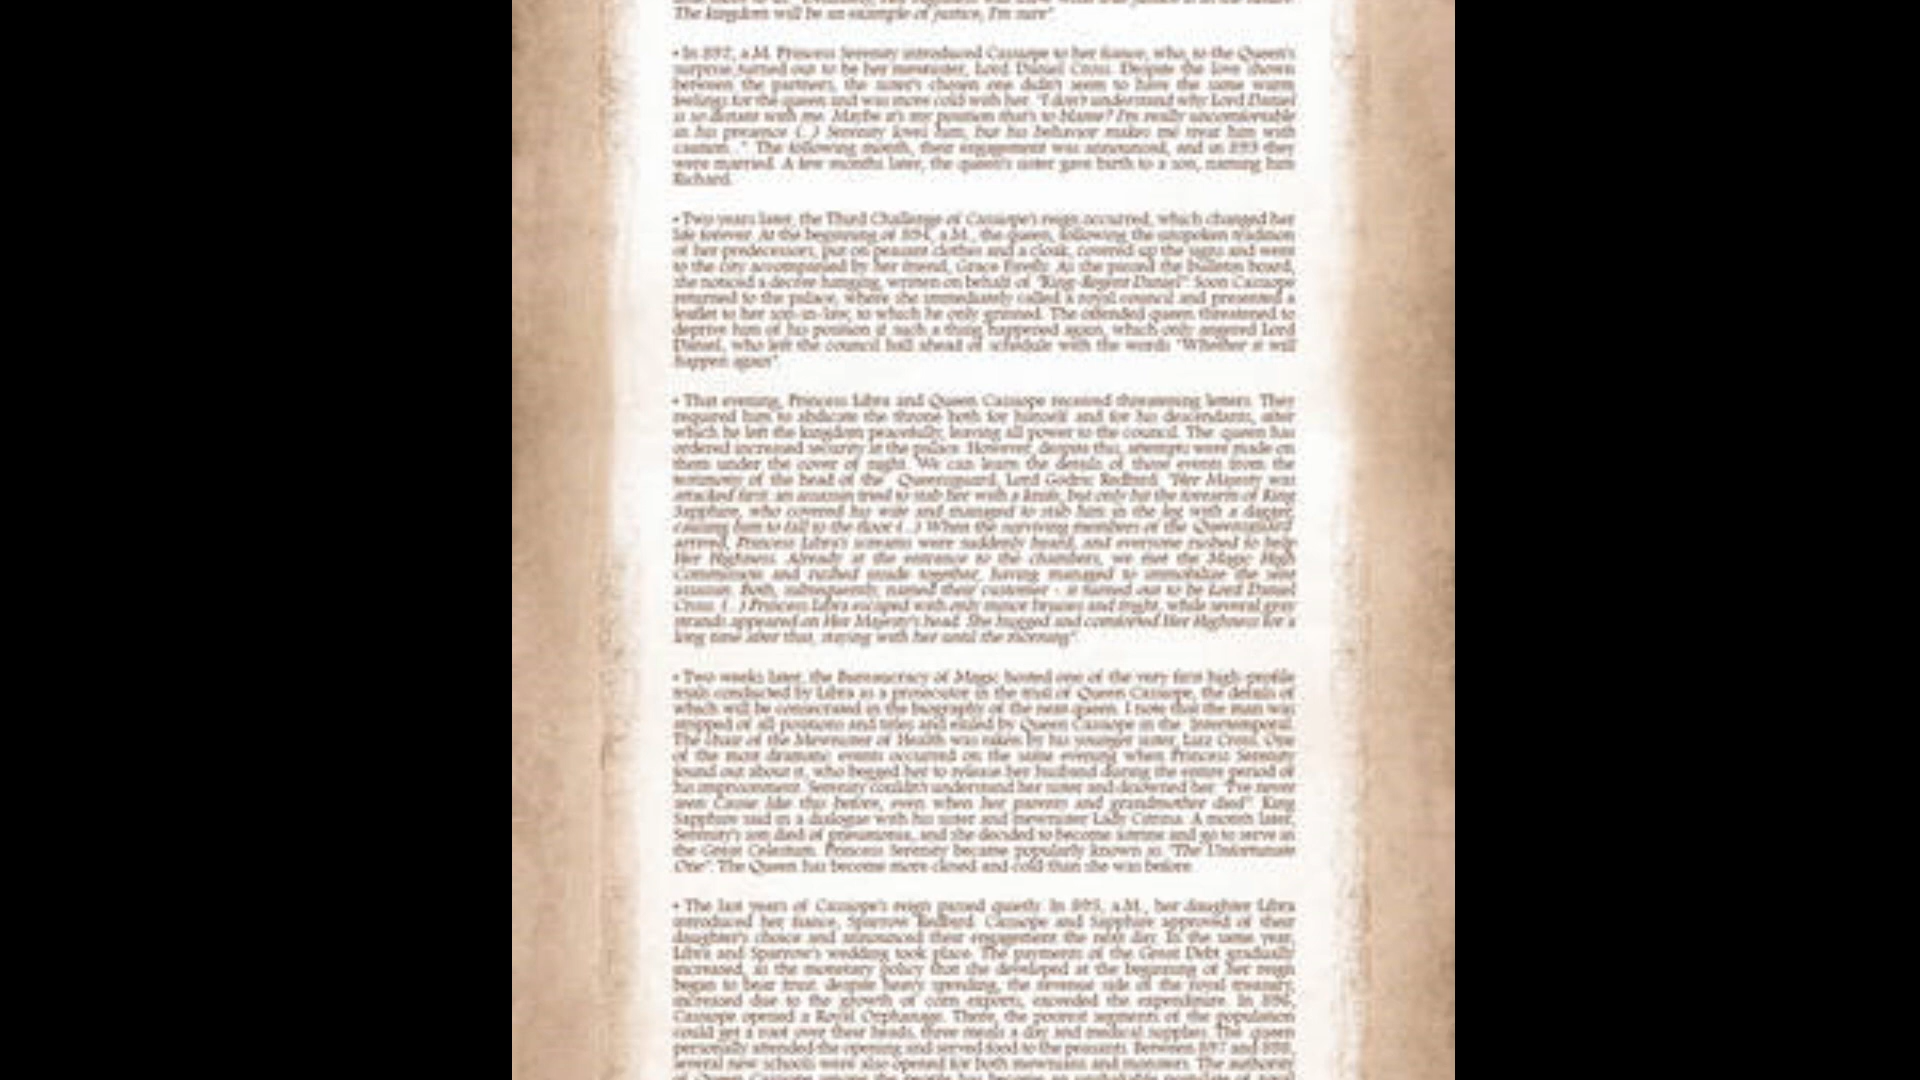 The kingdom will be an example of justice, I'm sure"
• In 892, a.M. Princess Serenity introduced Cassiope to her fiance, who, to the Queen's
surprise, turned out to be her mewnister, Lord Daniel Cross. Despite the love shown
between the partners, the sister's chosen one didn't seem to have the same warm
feelings for the queen and was more cold with her. "I don't understand why Lord Daniel
is so distant with me. Maybe it's my position that's to blame? I'm really uncomfortable
in his presence (...) Serenity loves him, but his behavior makes me treat him with
caution..." The following month, their engagement was announced, and in 893 they
were married. A few months later, the queen's sister gave birth to a son, naming him
Richard.
• Two years later, the Third Challenge of Cassiope's reign occurred, which changed her
life forever. At the beginning of 894, a.M., the queen, following the unspoken tradition
of her predecessors, put on peasant clothes and a cloak, covered up the signs and went
to the city accompanied by her friend, Grace Firefly. As she passed the bulletin board,
she noticed a decree hanging, written on behalf of "King-Regent Daniel". Soon Cassiope
returned to the palace, where she immediately called a royal council and presented a
leaflet to her son-in-law, to which he only grinned. The offended queen threatened to
deprive him of his position if such a thing happened again, which only angered Lord
Daniel, who left the council hall ahead of schedule with the words "Whether it will
happen again"
• That evening, Princess Libra and Queen Cassiope received threatening letters. They
required him to abdicate the throne both for himself and for his descendants, after
which he left the kingdom peacefully, leaving all power to the council. The queen has
ordered increased security in the palace. However, despite this, attempts were made on
them under the cover of night. We can learn the details of those events from the
testimony of the head of the Queensguard, Lord Godric Redbird. "Her Majesty was
attacked first: an assassin tried to stab her with a knife, but only hit the forearm of King
Sapphire, who covered his wife and managed to stab him in the leg with a dagger,
causing him to fall to the floor (...) When the surviving members of the Queensguard
arrived, Princess Libra's screams were suddenly heard, and everyone rushed to help
Her Highness. Already at the entrance to the chambers, we met the Magic High
Commission and rushed inside together, having managed to immobilize the
assassin. Both, subsequently, named their customer - it turned out to be Lord Daniel
Cross. (...) Princess Libra escaped with only minor bruises and fright, while several gray
strands appeared on Her Majesty's head. She hugged and comforted Her Highness for a
long time after that, staying with her until the morning"
• Two weeks later, the Bureaucracy of Magic hosted one of the very first high-profile
trials conducted by Libra as a prosecutor in the trial of Queen Cassiope, the details of
which will be consecrated in the biography of the next queen. I note that the man was
stripped of all positions and titles and exiled by Queen Cassiope in the Intertemporal.
The chair of the Mewnister of Health was taken by his younger sister, Liza Cross. One
of the most dramatic events occurred on the same evening when Princess Serenity
found out about it, who begged her to release her husband during the entire period of
his imprisonment. Serenity couldn't understand her sister and disowned her. "I've never
seen Cassie like this before, even when her parents and grandmother died". King
Sapphire said in a dialogue with his sister and mewnister Lady Citrina. A month later,
Serenity's son died of pneumonia, and she decided to become and go to serve in
the Great Celestum. Princess Serenity became popularly known as "The Unfortunate
One". The Queen has become more closed and cold than she was before.
• The last years of Cassiope's reign passed quietly. In 895, a.M., her daughter Libra
introduced her fiance, Sparrow Redbird. Cassiope and Sapphire approved of their
daughter's choice and announced their engagement the next day. In the same year,
Libra and Sparrow's wedding took place. The payments of the Great Debt gradually
increased, as the monetary policy that she developed at the beginning of her reign
began to bear fruit: despite heavy spending, the revenue side of the royal treasury,
increased due to the growth of corn exports, exceeded the expenditure. In 896,
Cassiope opened a Royal Orphanage. There, the poorest segments of the population
could get a roof over their heads, three meals a day and medical supplies. The queen
personally attended the opening and served food to the peasants. Between 897 and 898,
several new schools were also opened for both mewmans and monsters. The authority
of Queen Cassiope among the people has become an